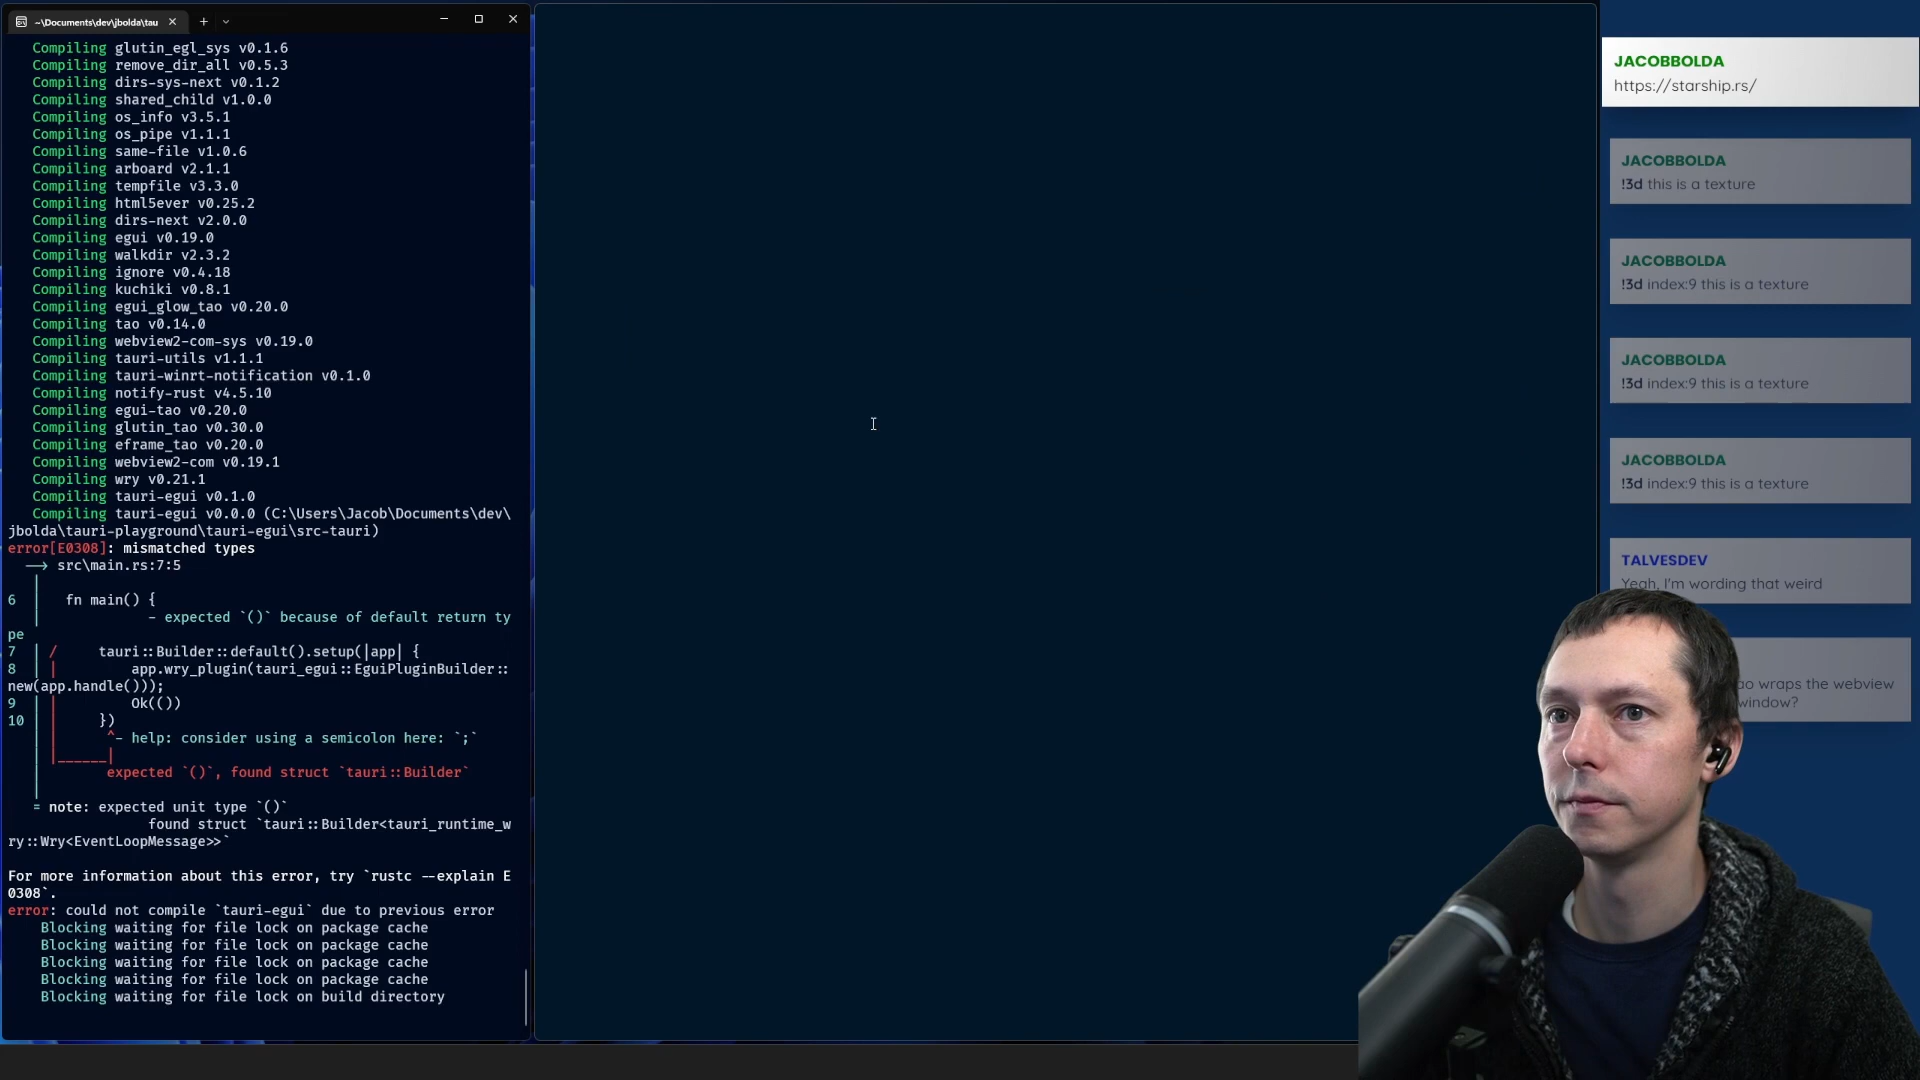 ~\Documents\dev\jbolda\tau
Compiling glutin_egl_sys v0.1.6
Compiling remove_dir_all v0.5.3
Compiling dirs-sys-next v0.1.2
Compiling shared_child v1.0.0
Compiling os_info v3.5.1
Compiling os_pipe v1.1.1
Compiling same-file v1.0.6
Compiling arboard v2.1.1
Compiling tempfile v3.3.0
Compiling html5ever v0.25.2
Compiling dirs-next v2.0.0
Compiling egui v0.19.0
Compiling walkdir v2.3.2
Compiling ignore v0.4.18
Compiling kuchiki v0.8.1
Compiling egui_glow_tao v0.20.0
Compiling tao v0.14.0
Compiling webview2-com-sys v0.19.0
Compiling tauri-utils v1.1.1
Compiling tauri-winrt-notification v0.1.0
Compiling notify-rust v4.5.10
Compiling egui-tao v0.20.0
Compiling glutin_tao v0.30.0
Compiling eframe_tao v0.20.0
Compiling webview2-com v0.19.1
Compiling wry v0.21.1
Compiling tauri-egui v0.1.0
Compiling tauri-egui v0.0.0 (C:\Users\Jacob\Documents\dev\
jbolda\tauri-playground\tauri-egui\src-tauri)
error[E0308]: mismatched types
--> src\main.rs:7:5
|
6 | fn main() {
| - expected `()` because of default return ty
pe
7 | / tauri::Builder::default().setup(|app| {
8 | | app.wry_plugin(tauri_egui::EguiPluginBuilder::
new(app.handle()));
9 | | Ok(())
10 | | })
| | ^- help: consider using a semicolon here: `;`
| |______|
| expected `()`, found struct `tauri::Builder`
|
= note: expected unit type `()`
found struct `tauri::Builder<tauri_runtime_w
ry::Wry<EventLoopMessage>>`
For more information about this error, try `rustc --explain E
0308`.
error: could not compile `tauri-egui` due to previous error
Blocking waiting for file lock on package cache
Blocking waiting for file lock on package cache
Blocking waiting for file lock on package cache
Blocking waiting for file lock on package cache
Blocking waiting for file lock on build directory
JACOBBOLDA
https://starship.rs/
JACOBBOLDA
!3d this is a texture
JACOBBOLDA
!3d index:9 this is a texture
JACOBBOLDA
!3d index:9 this is a texture
JACOBBOLDA
!3d index:9 this is a texture
TALVESDEV
Yeah, I'm wording that weird
ao wraps the webview
window?